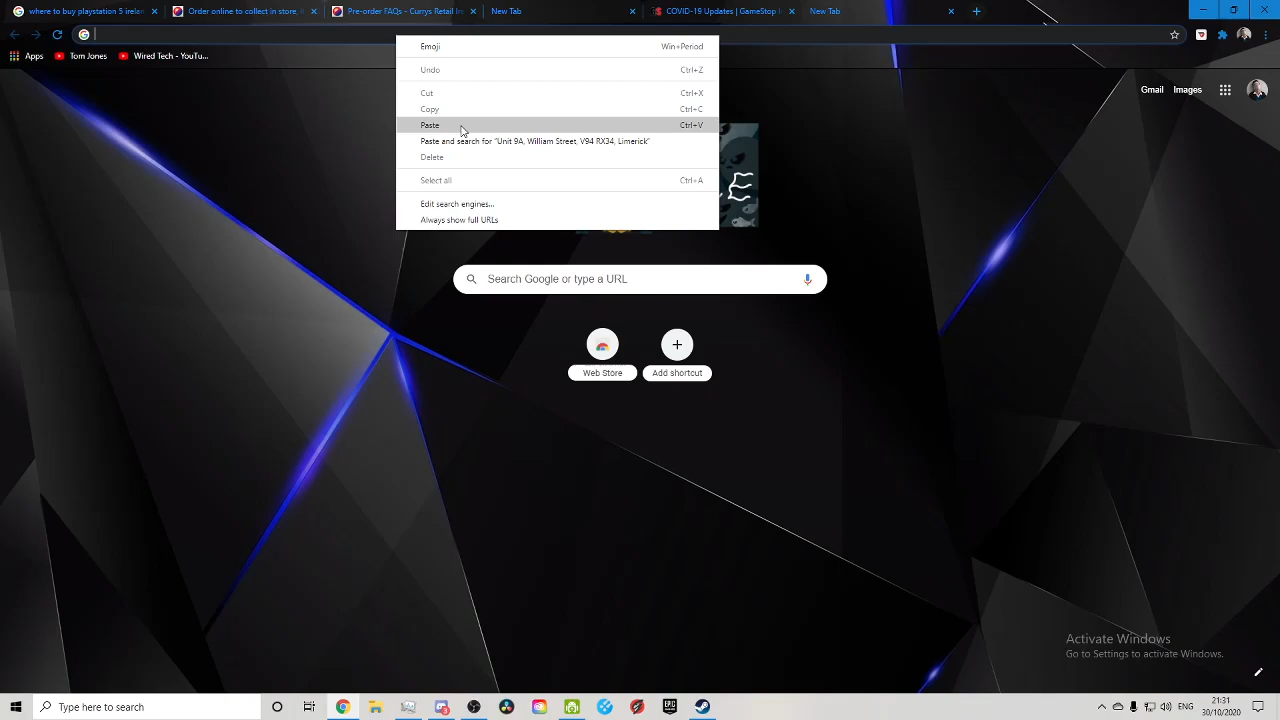 where to buy playstation 5 irelan
Order online to collect in store, i
Pre-order FAQs - Currys Retail In
New Tab
COVID-19 Updates | GameStop I
New Tab
Apps
Tom Jones
Wired Tech - YouTu...
Gmail
Images
Emoji Win+Period
Undo Ctrl+Z
Cut Ctrl+X
Copy Ctrl+C
Paste Ctrl+V
Paste and search for “Unit 9A, William Street, V94 RX34, Limerick”
Delete
Select all Ctrl+A
Edit search engines...
Always show full URLs
Search Google or type a URL
Web Store
Add shortcut
Activate Windows
Go to Settings to activate Windows.
Type here to search
EPIC
ENG
21:31
30/10/2020